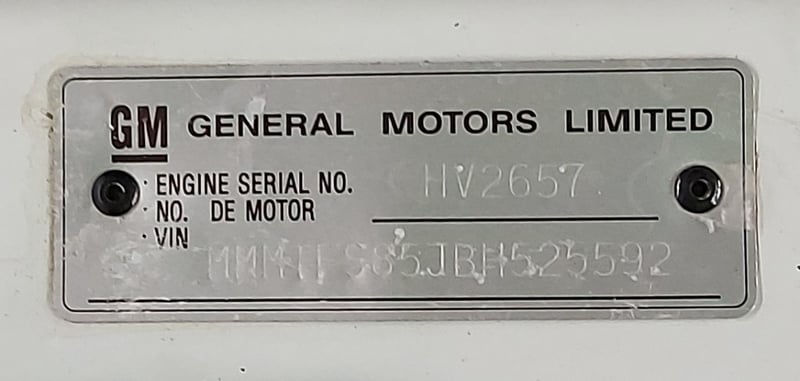 GM GENERAL MOTORS LIMITED
· ENGINE SERIAL NO. HV2657
· NO. DE MOTOR
· VIN